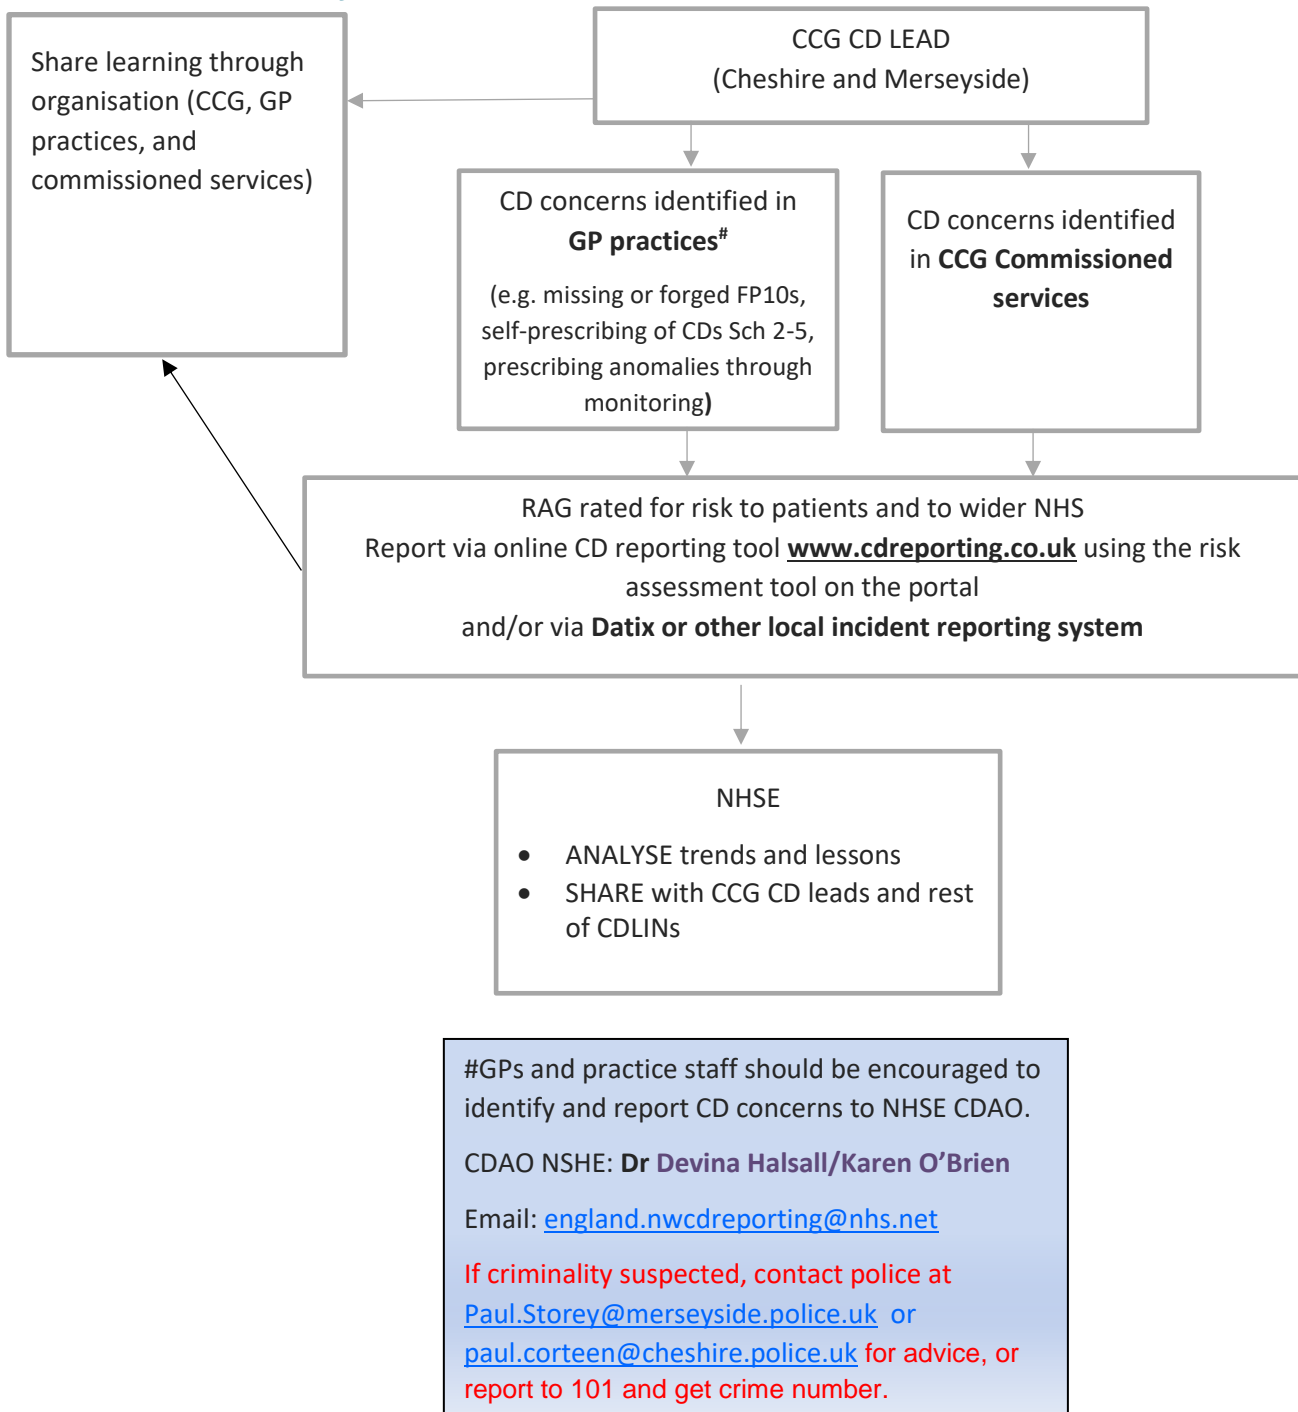 Share learning through
organisation (CCG, GP
practices, and
commissioned services)
CCG CD LEAD
(Cheshire and Merseyside)
CD concerns identified in
GP practices#
(e.g. missing or forged FP10s,
self-prescribing of CDs Sch 2-5,
prescribing anomalies through
monitoring)
CD concerns identified
in CCG Commissioned
services
RAG rated for risk to patients and to wider NHS
Report via online CD reporting tool www.cdreporting.co.uk using the risk
assessment tool on the portal
and/or via Datix or other local incident reporting system
NHSE
• ANALYSE trends and lessons
• SHARE with CCG CD leads and rest
of CDLINs
#GPs and practice staff should be encouraged to
identify and report CD concerns to NHSE CDAO.
CDAO NSHE: Dr Devina Halsall/Karen O’Brien
Email: england.nwcdreporting@nhs.net
If criminality suspected, contact police at
Paul.Storey@merseyside.police.uk or
paul.corteen@cheshire.police.uk for advice, or
report to 101 and get crime number.